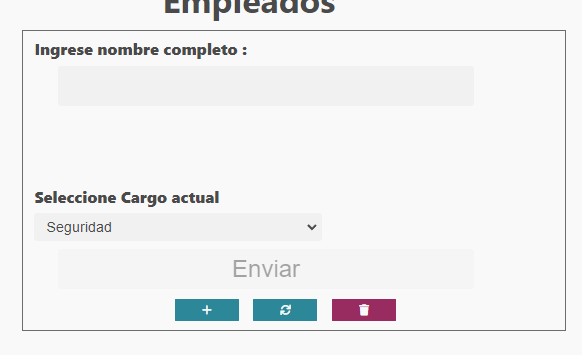 Empleados
Ingrese nombre completo :
Seleccione Cargo actual
Seguridad
Enviar